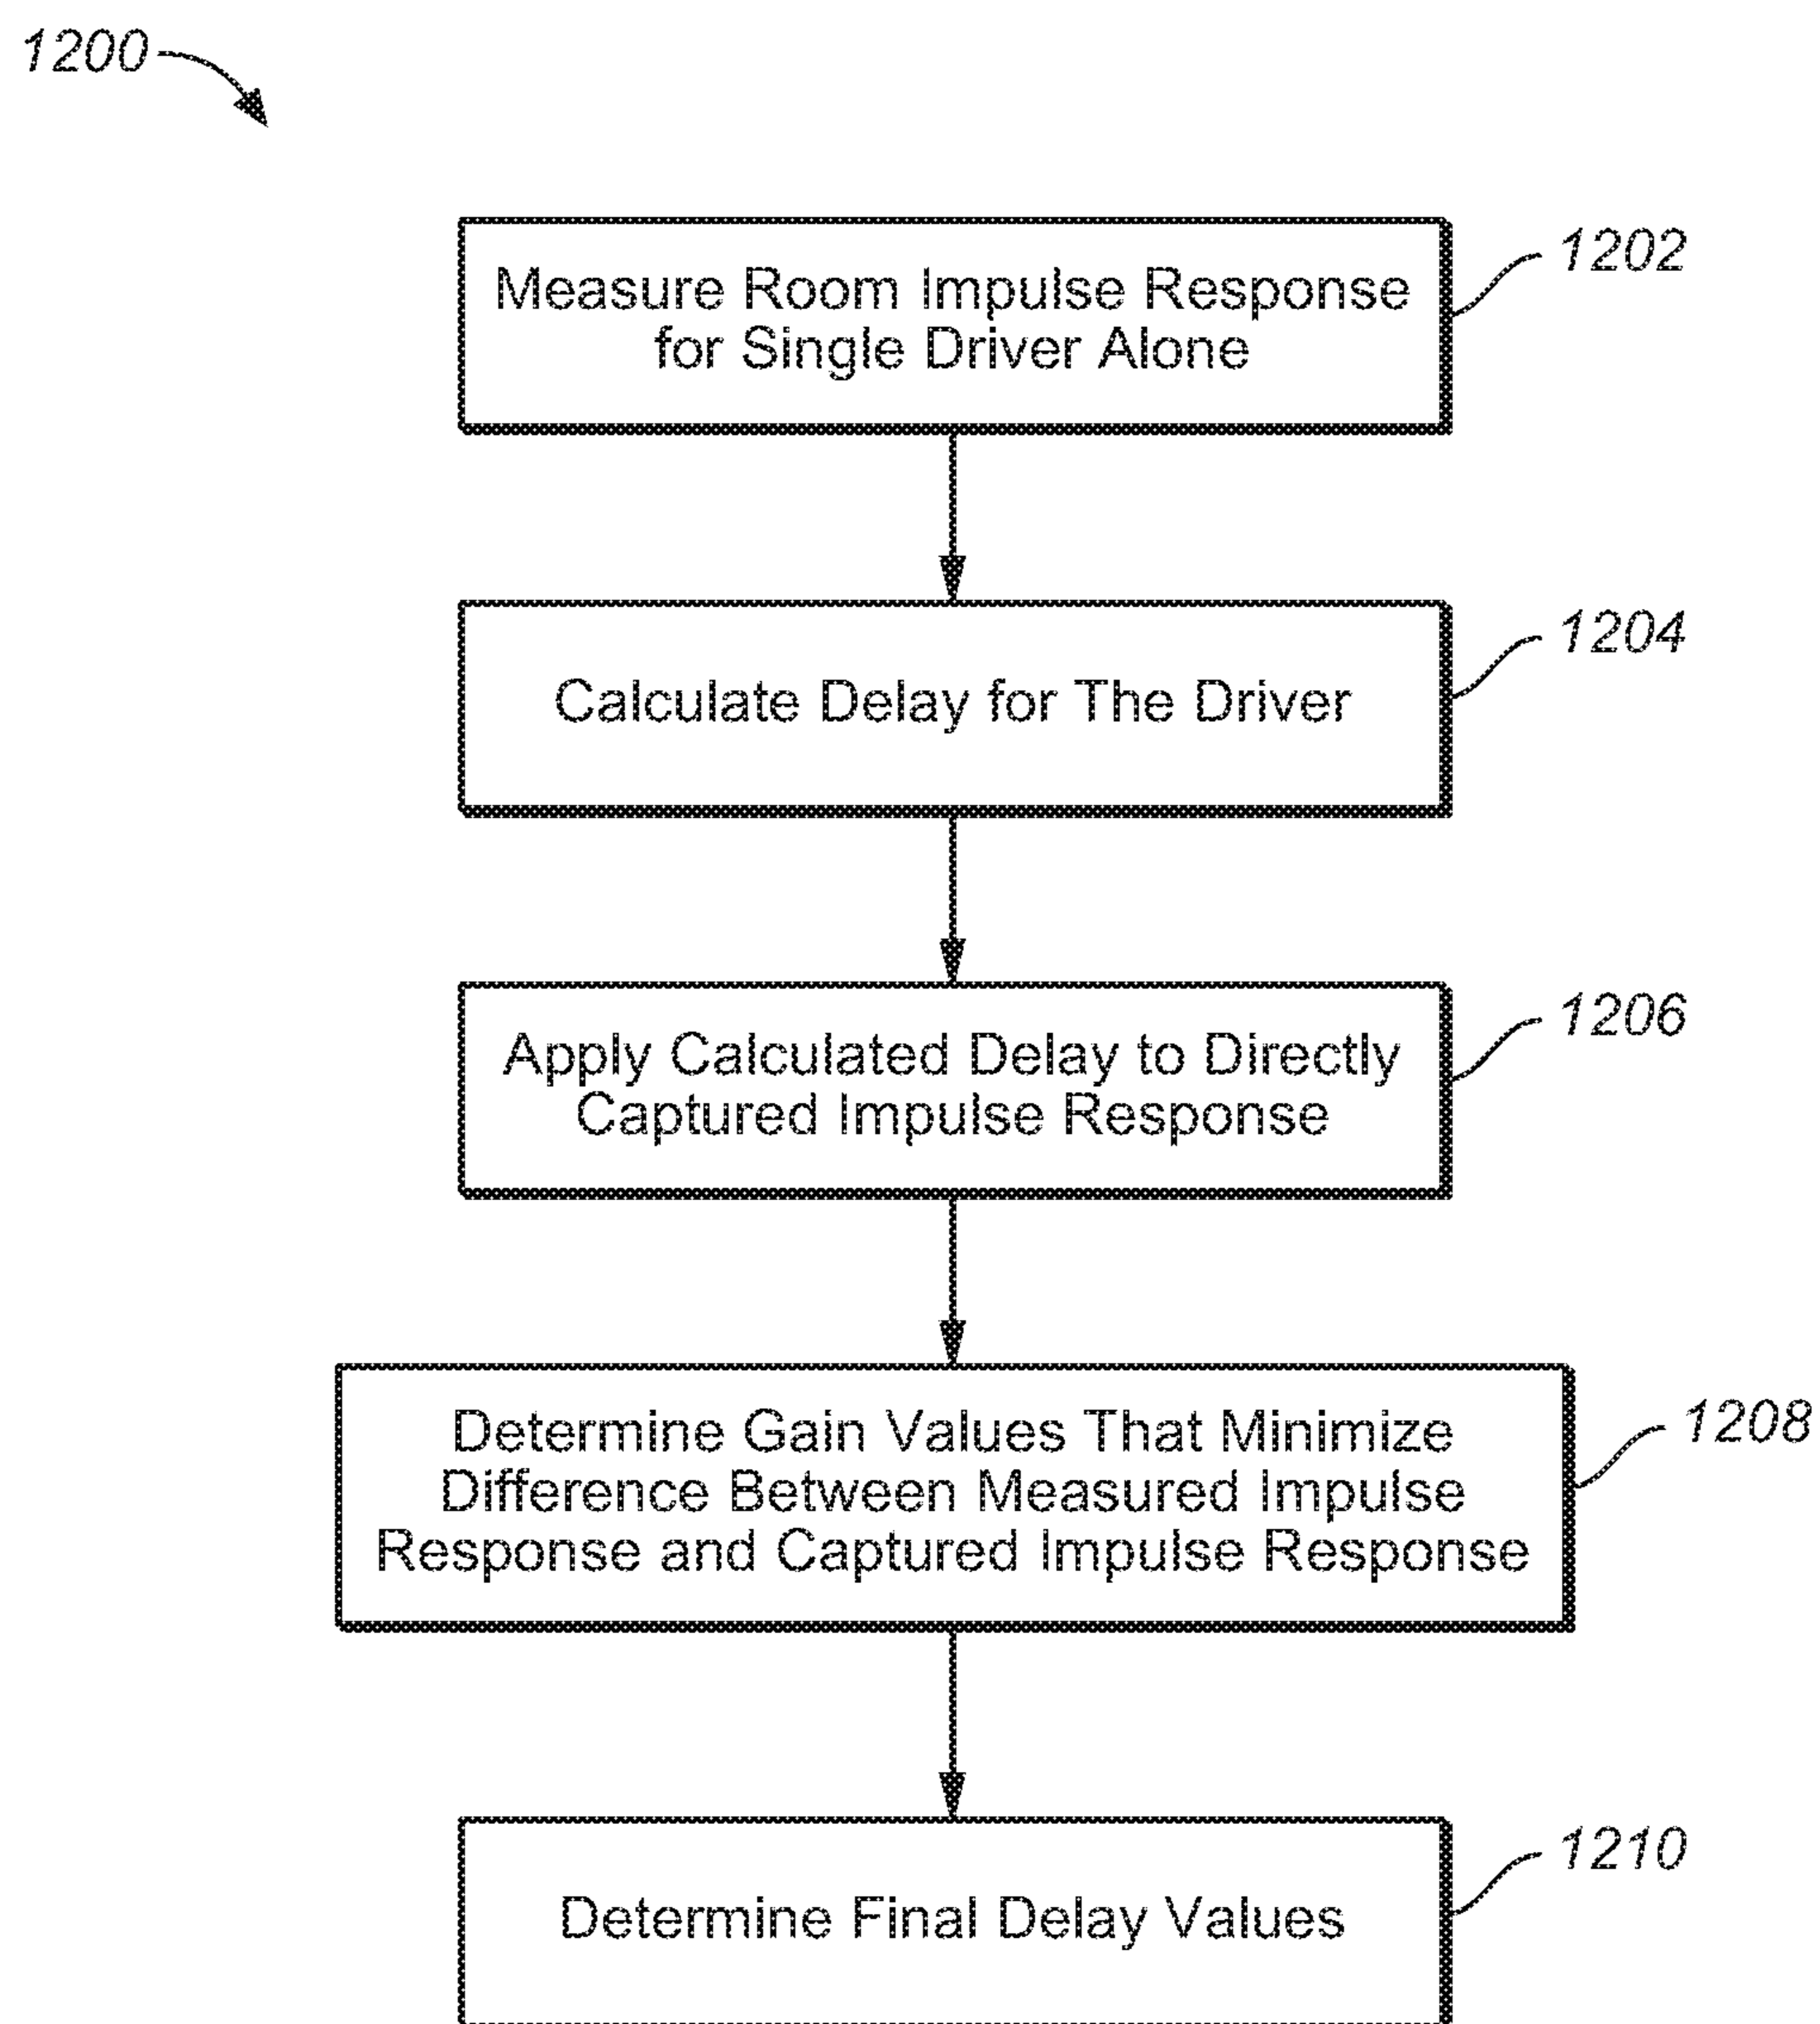 1200
Measure Room Impulse Response
for Single Driver Alone
1202
Calculate Delay for The Driver
1204
Apply Calculated Delay to Directly
Captured Impulse Response
1206
Determine Gain Values That Minimize
Difference Between Measured Impulse
Response and Captured Impulse Response
1208
Determine Final Delay Values
1210